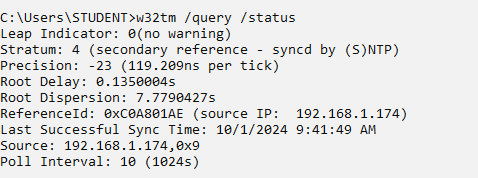 C:\Users\STUDENT>w32tm /query /status
Leap Indicator: 0(no warning)
Stratum: 4 (secondary reference - syncd by (S)NTP)
Precision: -23 (119.209ns per tick)
Root Delay: 0.1350004s
Root Dispersion: 7.7790427s
ReferenceId: 0xC0A801AE (source IP:  192.168.1.174)
Last Successful Sync Time: 10/1/2024 9:41:49 AM
Source: 192.168.1.174,0x9
Poll Interval: 10 (1024s)